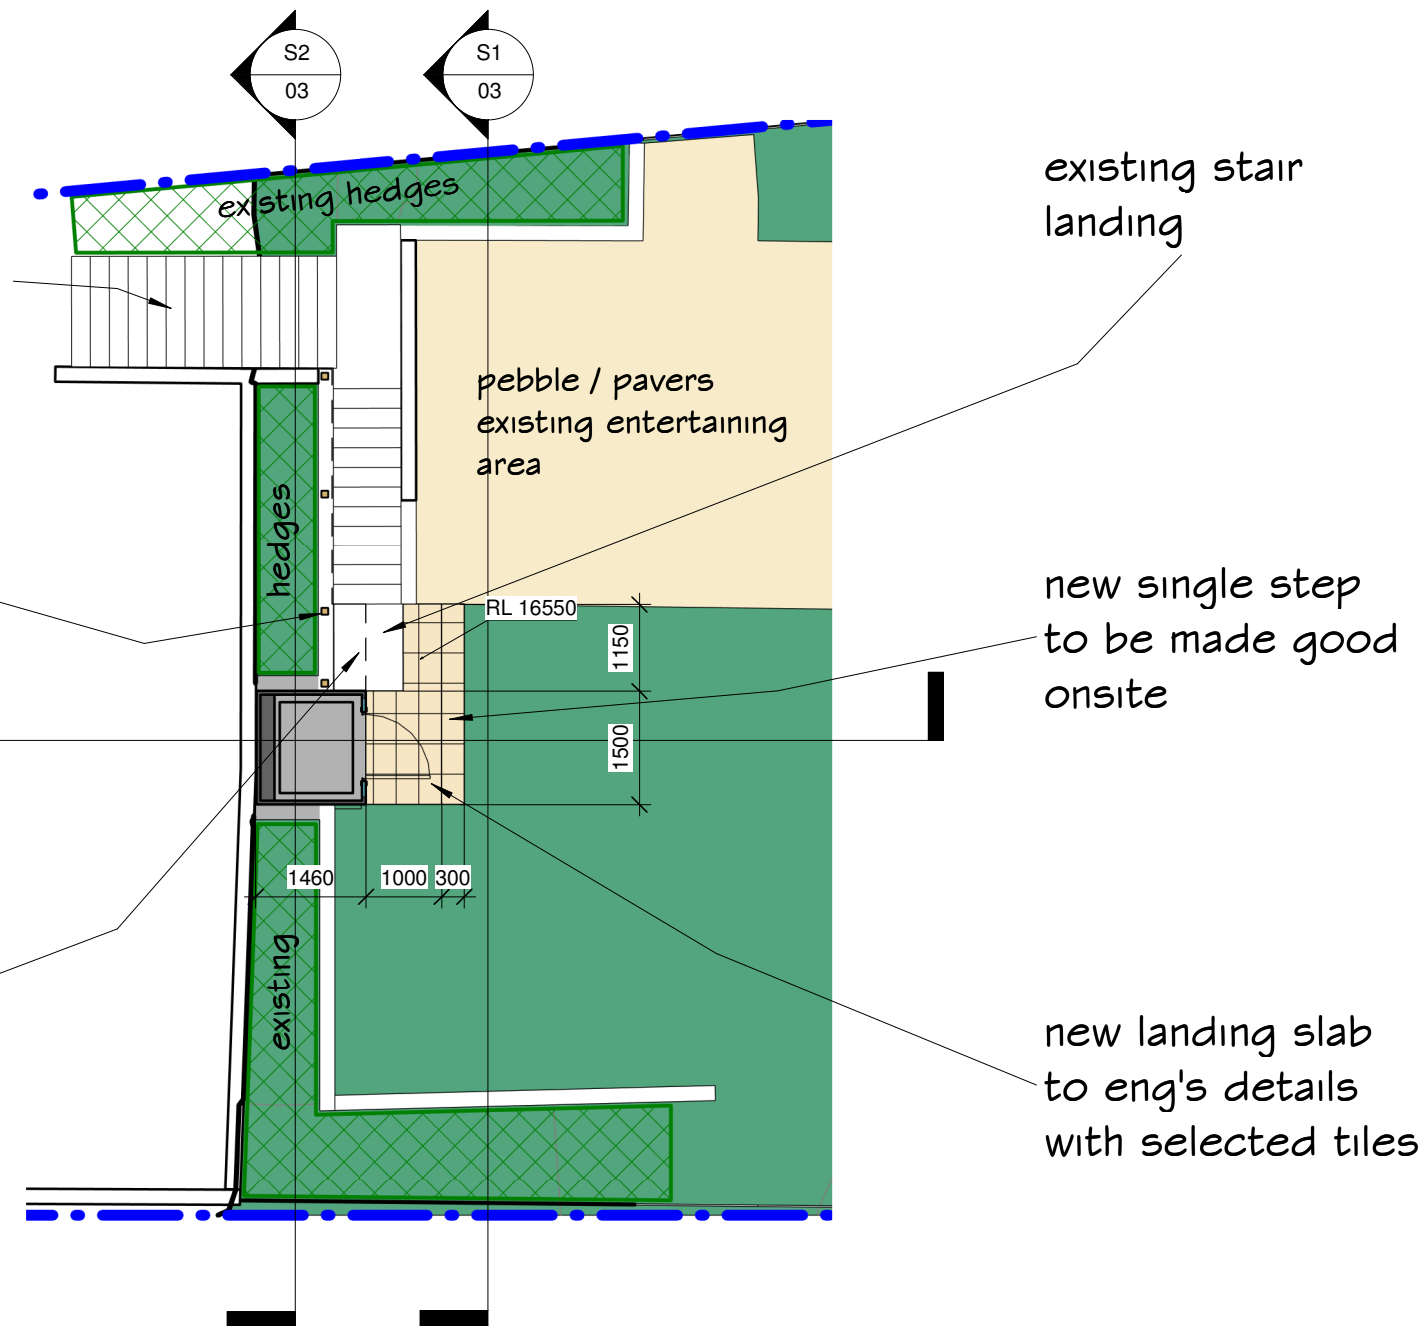 S2
03
S1
03
existing hedges
existing stair
landing
pebble / pavers
existing entertaining
area
hedges
RL 16550
1150
new single step
to be made good
onsite
1500
1460
1000
300
existing
new landing slab
to eng's details
with selected tiles